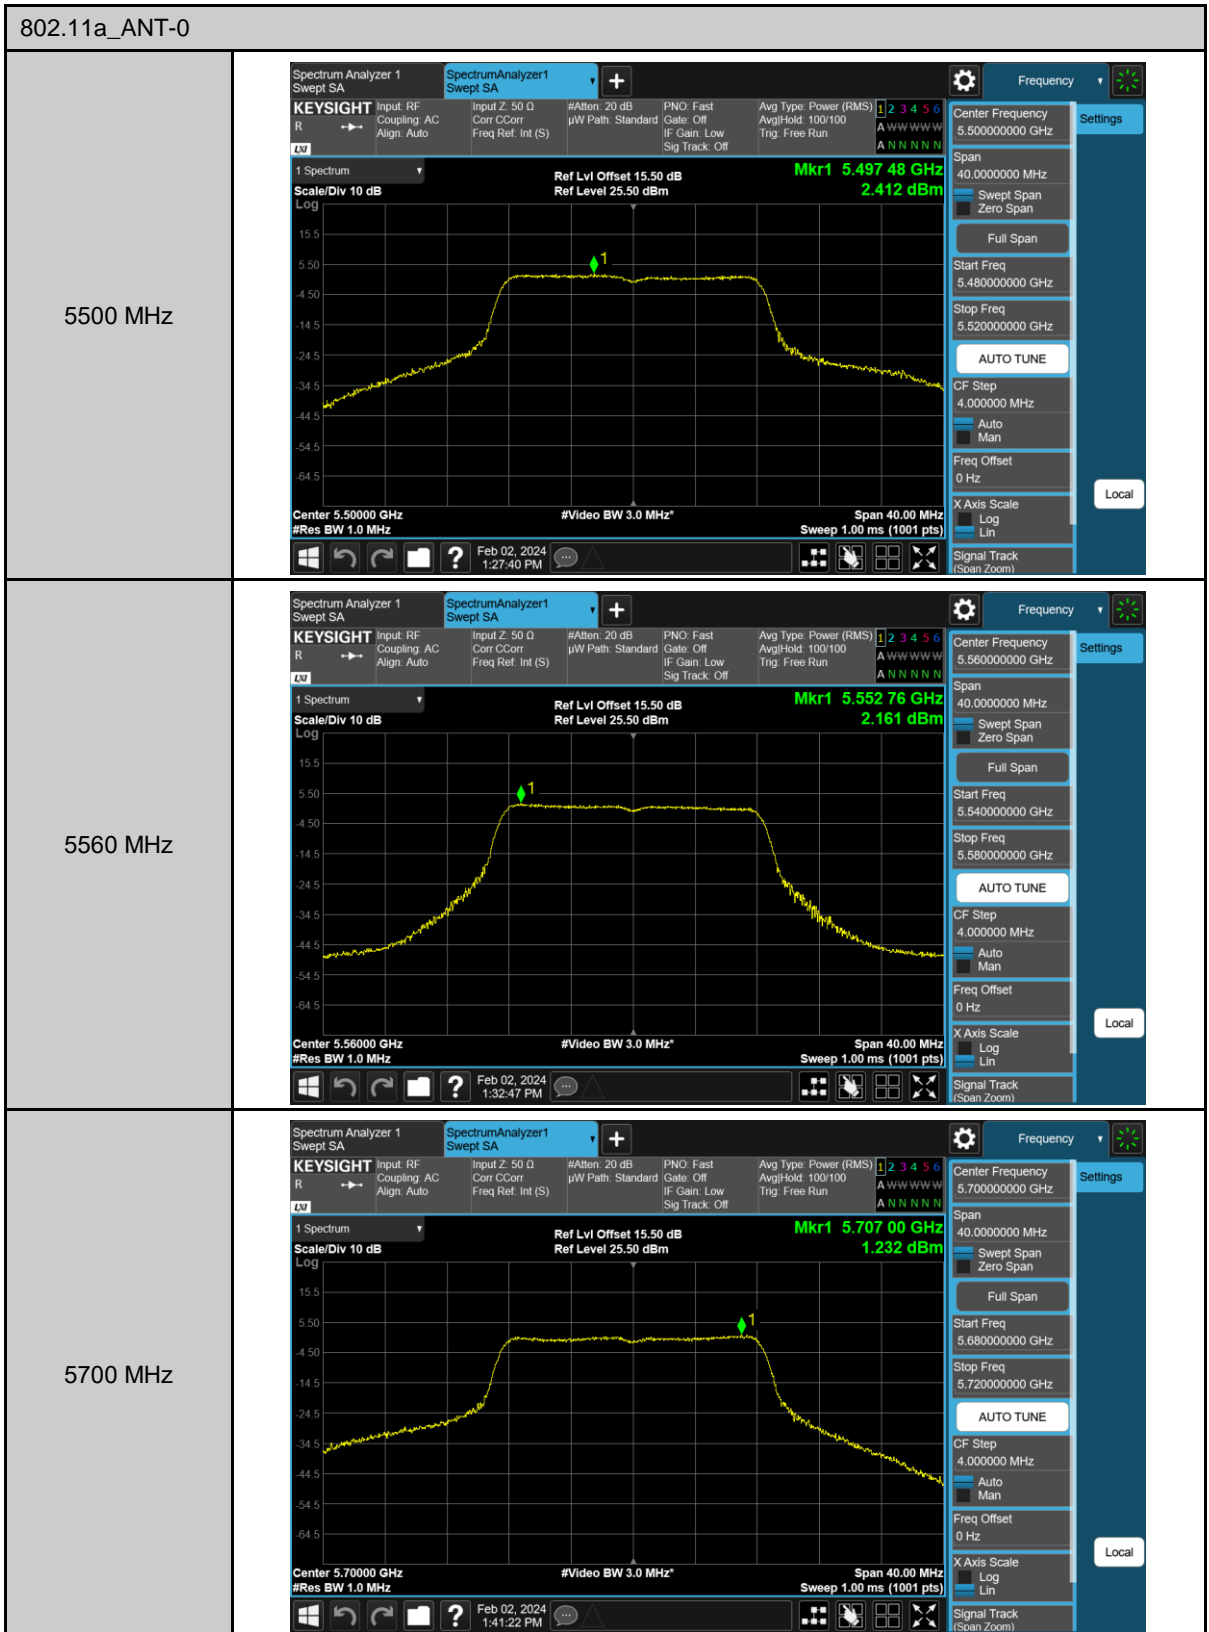 802.11a_ANT-0
5500 MHz
Spectrum Analyzer 1
Swept SA
SpectrumAnalyzer1
Swept SA
Frequency
KEYSIGHT
R
LXI
Input: RF
Coupling: AC
Align: Auto
Input Z: 50 Ω
Corr CCorr
Freq Ref: Int (S)
#Atten: 20 dB
µW Path: Standard
PNO: Fast
Gate: Off
IF Gain: Low
Sig Track: Off
Avg Type: Power (RMS)
Avg|Hold: 100/100
Trig: Free Run
1 2 3 4 5 6
A W W W W W
A N N N N N
1 Spectrum
Scale/Div 10 dB
Log
Ref Lvl Offset 15.50 dB
Ref Level 25.50 dBm
Mkr1 5.497 48 GHz
2.412 dBm
1
15.5
5.50
-4.50
-14.5
-24.5
-34.5
-44.5
-54.5
-64.5
Center 5.50000 GHz
#Res BW 1.0 MHz
#Video BW 3.0 MHz*
Span 40.00 MHz
Sweep 1.00 ms (1001 pts)
Feb 02, 2024
1:27:40 PM
Center Frequency
5.500000000 GHz
Span
40.0000000 MHz
Swept Span
Zero Span
Full Span
Start Freq
5.480000000 GHz
Stop Freq
5.520000000 GHz
AUTO TUNE
CF Step
4.000000 MHz
Auto
Man
Freq Offset
0 Hz
X Axis Scale
Log
Lin
Signal Track
(Span Zoom)
Settings
Local
5560 MHz
Spectrum Analyzer 1
Swept SA
SpectrumAnalyzer1
Swept SA
Frequency
KEYSIGHT
R
LXI
Input: RF
Coupling: AC
Align: Auto
Input Z: 50 Ω
Corr CCorr
Freq Ref: Int (S)
#Atten: 20 dB
µW Path: Standard
PNO: Fast
Gate: Off
IF Gain: Low
Sig Track: Off
Avg Type: Power (RMS)
Avg|Hold: 100/100
Trig: Free Run
1 2 3 4 5 6
A W W W W W
A N N N N N
1 Spectrum
Scale/Div 10 dB
Log
Ref Lvl Offset 15.50 dB
Ref Level 25.50 dBm
Mkr1 5.552 76 GHz
2.161 dBm
1
15.5
5.50
-4.50
-14.5
-24.5
-34.5
-44.5
-54.5
-64.5
Center 5.56000 GHz
#Res BW 1.0 MHz
#Video BW 3.0 MHz*
Span 40.00 MHz
Sweep 1.00 ms (1001 pts)
Feb 02, 2024
1:32:47 PM
Center Frequency
5.560000000 GHz
Span
40.0000000 MHz
Swept Span
Zero Span
Full Span
Start Freq
5.540000000 GHz
Stop Freq
5.580000000 GHz
AUTO TUNE
CF Step
4.000000 MHz
Auto
Man
Freq Offset
0 Hz
X Axis Scale
Log
Lin
Signal Track
(Span Zoom)
Settings
Local
5700 MHz
Spectrum Analyzer 1
Swept SA
SpectrumAnalyzer1
Swept SA
Frequency
KEYSIGHT
R
LXI
Input: RF
Coupling: AC
Align: Auto
Input Z: 50 Ω
Corr CCorr
Freq Ref: Int (S)
#Atten: 20 dB
µW Path: Standard
PNO: Fast
Gate: Off
IF Gain: Low
Sig Track: Off
Avg Type: Power (RMS)
Avg|Hold: 100/100
Trig: Free Run
1 2 3 4 5 6
A W W W W W
A N N N N N
1 Spectrum
Scale/Div 10 dB
Log
Ref Lvl Offset 15.50 dB
Ref Level 25.50 dBm
Mkr1 5.707 00 GHz
1.232 dBm
1
15.5
5.50
-4.50
-14.5
-24.5
-34.5
-44.5
-54.5
-64.5
Center 5.70000 GHz
#Res BW 1.0 MHz
#Video BW 3.0 MHz*
Span 40.00 MHz
Sweep 1.00 ms (1001 pts)
Feb 02, 2024
1:41:22 PM
Center Frequency
5.700000000 GHz
Span
40.0000000 MHz
Swept Span
Zero Span
Full Span
Start Freq
5.680000000 GHz
Stop Freq
5.720000000 GHz
AUTO TUNE
CF Step
4.000000 MHz
Auto
Man
Freq Offset
0 Hz
X Axis Scale
Log
Lin
Signal Track
(Span Zoom)
Settings
Local